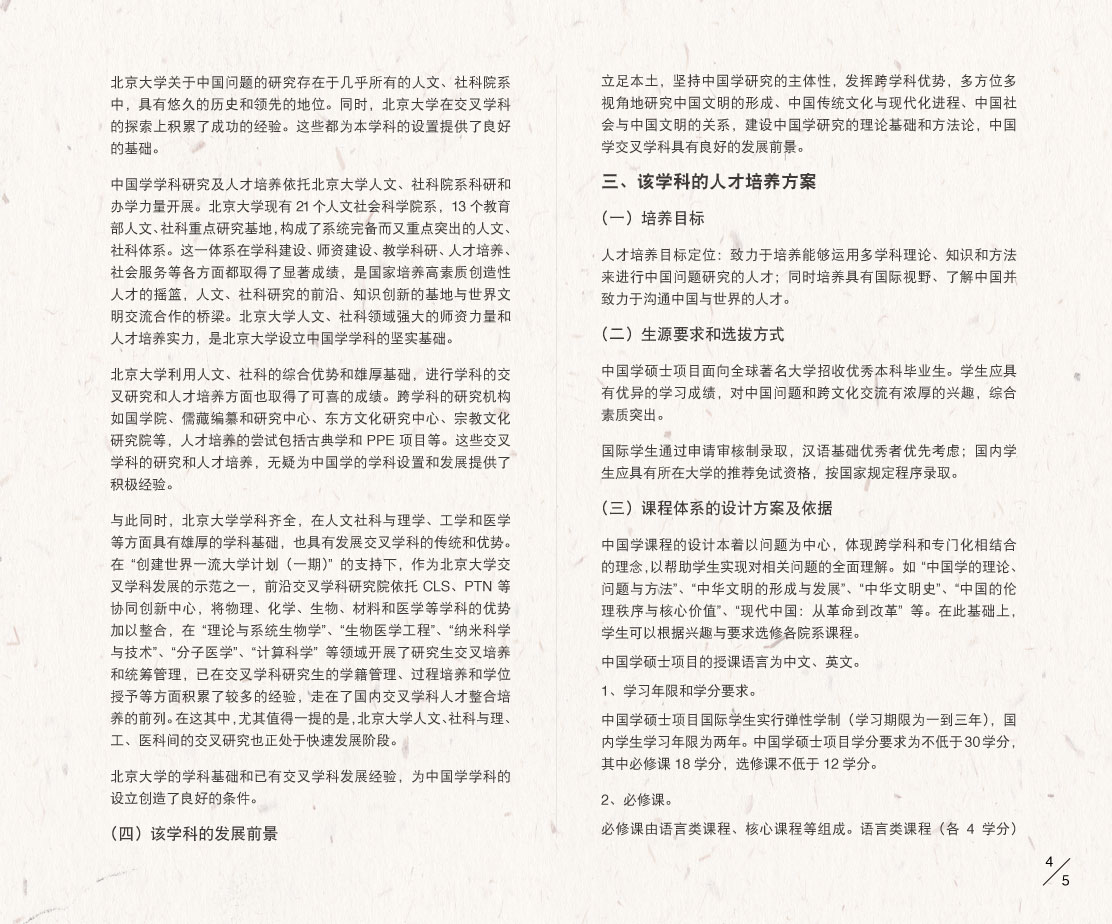 北京大学关于中国问题的研究存在于几乎所有的人文、社科院系
中，具有悠久的历史和领先的地位。同时，北京大学在交叉学科
的探索上积累了成功的经验。这些都为本学科的设置提供了良好
的基础。
中国学学科研究及人才培养依托北京大学人文、社科院系科研和
办学力量开展。北京大学现有 21 个人文社会科学院系，13 个教育
部人文、社科重点研究基地，构成了系统完备而又重点突出的人文、
社科体系。这一体系在学科建设、师资建设、教学科研、人才培养、
社会服务等各方面都取得了显著成绩，是国家培养高素质创造性
人才的摇篮，人文、社科研究的前沿、知识创新的基地与世界文
明交流合作的桥梁。北京大学人文、社科领域强大的师资力量和
人才培养实力，是北京大学设立中国学学科的坚实基础。
北京大学利用人文、社科的综合优势和雄厚基础，进行学科的交
叉研究和人才培养方面也取得了可喜的成绩。跨学科的研究机构
如国学院、儒藏编纂和研究中心、东方文化研究中心、宗教文化
研究院等，人才培养的尝试包括古典学和 PPE 项目等。这些交叉
学科的研究和人才培养，无疑为中国学的学科设置和发展提供了
积极经验。
与此同时，北京大学学科齐全，在人文社科与理学、工学和医学
等方面具有雄厚的学科基础，也具有发展交叉学科的传统和优势。
在 “创建世界一流大学计划（一期）” 的支持下，作为北京大学交
叉学科发展的示范之一，前沿交叉学科研究院依托 CLS、PTN 等
协同创新中心，将物理、化学、生物、材料和医学等学科的优势
加以整合，在 “理论与系统生物学”、“生物医学工程”、“纳米科学
与技术”、“分子医学”、“计算科学” 等领域开展了研究生交叉培养
和统筹管理，已在交叉学科研究生的学籍管理、过程培养和学位
授予等方面积累了较多的经验，走在了国内交叉学科人才整合培
养的前列。在这其中，尤其值得一提的是，北京大学人文、社科与理、
工、医科间的交叉研究也正处于快速发展阶段。
北京大学的学科基础和已有交叉学科发展经验，为中国学学科的
设立创造了良好的条件。
（四）该学科的发展前景
立足本土，坚持中国学研究的主体性，发挥跨学科优势，多方位多
视角地研究中国文明的形成、中国传统文化与现代化进程、中国社
会与中国文明的关系，建设中国学研究的理论基础和方法论，中国
学交叉学科具有良好的发展前景。
三、该学科的人才培养方案
（一）培养目标
人才培养目标定位：致力于培养能够运用多学科理论、知识和方法
来进行中国问题研究的人才；同时培养具有国际视野、了解中国并
致力于沟通中国与世界的人才。
（二）生源要求和选拔方式
中国学硕士项目面向全球著名大学招收优秀本科毕业生。学生应具
有优异的学习成绩，对中国问题和跨文化交流有浓厚的兴趣，综合
素质突出。
国际学生通过申请审核制录取，汉语基础优秀者优先考虑；国内学
生应具有所在大学的推荐免试资格，按国家规定程序录取。
（三）课程体系的设计方案及依据
中国学课程的设计本着以问题为中心，体现跨学科和专门化相结合
的理念，以帮助学生实现对相关问题的全面理解。如 “中国学的理论、
问题与方法”、“中华文明的形成与发展”、“中华文明史”、“中国的伦
理秩序与核心价值”、“现代中国：从革命到改革” 等。在此基础上，
学生可以根据兴趣与要求选修各院系课程。
中国学硕士项目的授课语言为中文、英文。
1、学习年限和学分要求。
中国学硕士项目国际学生实行弹性学制（学习期限为一到三年），国
内学生学习年限为两年。中国学硕士项目学分要求为不低于30学分，
其中必修课 18 学分，选修课不低于 12 学分。
2、必修课。
必修课由语言类课程、核心课程等组成。语言类课程（各 4 学分）
4
5